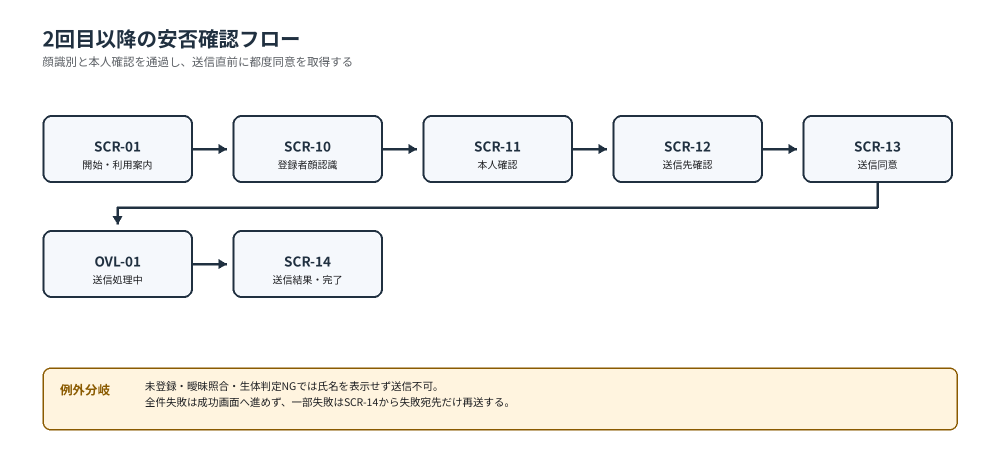 2回目以降の安否確認フロー
顔識別と本人確認を通過し、送信直前に都度同意を取得する
SCR-01
開始・利用案内
SCR-10
登録者顔認識
SCR-11
本人確認
SCR-12
送信先確認
SCR-13
送信同意
OVL-01
送信処理中
SCR-14
送信結果・完了
例外分岐
未登録・曖昧照合・生体判定NGでは氏名を表示せず送信不可。
全件失敗は成功画面へ進めず、一部失敗はSCR-14から失敗宛先だけ再送する。